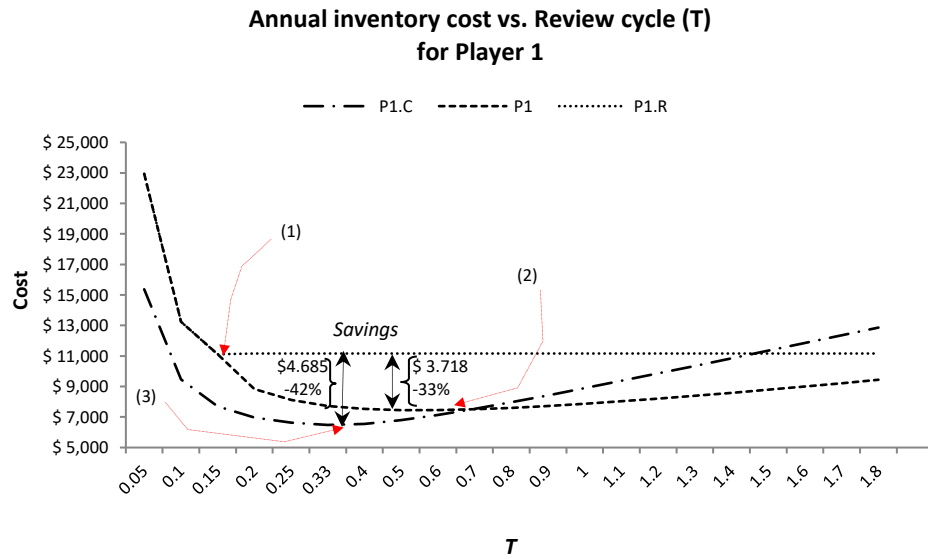 Annual inventory cost vs. Review cycle (T)
for Player 1
P1.C P1 P1.R
$ 25,000
$ 23,000
$ 21,000
$ 19,000
$ 17,000
$ 15,000
$ 13,000
$ 11,000
$ 9,000
$ 7,000
$ 5,000
Cost
(1)
(2)
(3)
Savings
$4.685
-42%
$ 3.718
-33%
0.05 0.1 0.15 0.2 0.25 0.33 0.4 0.5 0.6 0.7 0.8 0.9 1 1.1 1.2 1.3 1.4 1.5 1.6 1.7 1.8
T